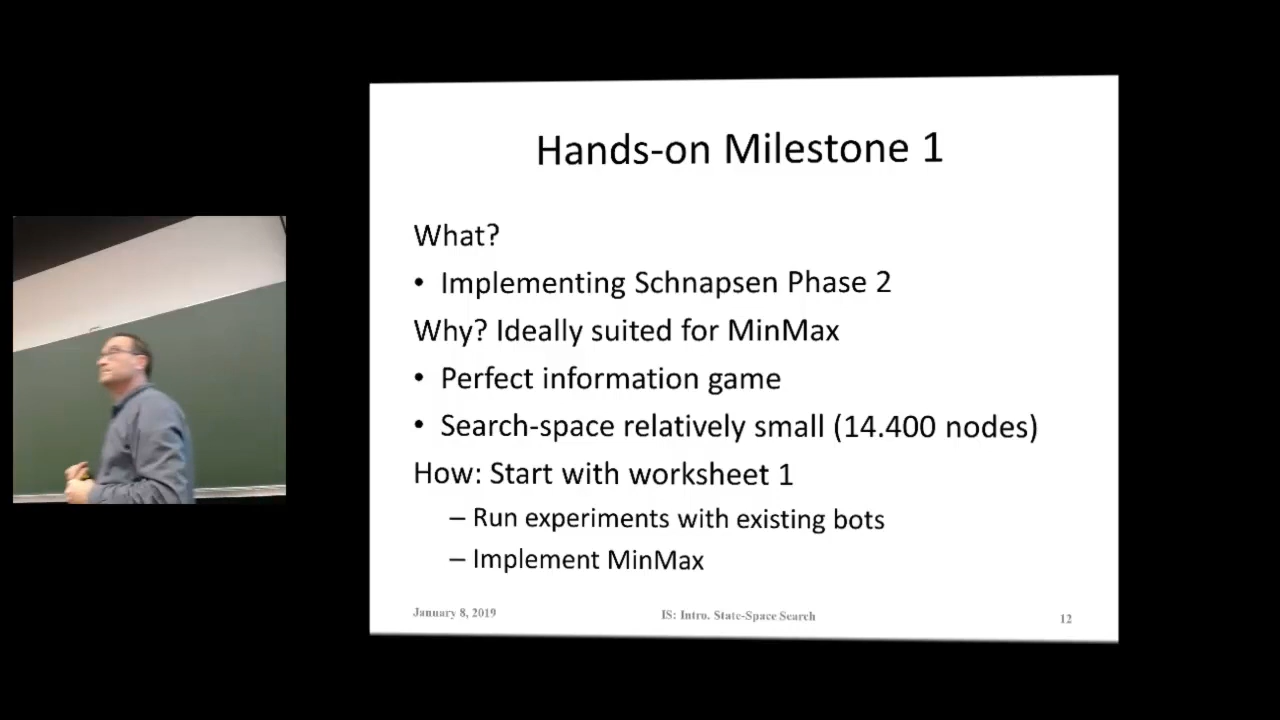 Hands-on Milestone 1
What?
• Implementing Schnapsen Phase 2
Why? Ideally suited for MinMax
• Perfect information game
• Search-space relatively small (14.400 nodes)
How: Start with worksheet 1
– Run experiments with existing bots
– Implement MinMax
January 8, 2019
IS: Intro. State-Space Search
12